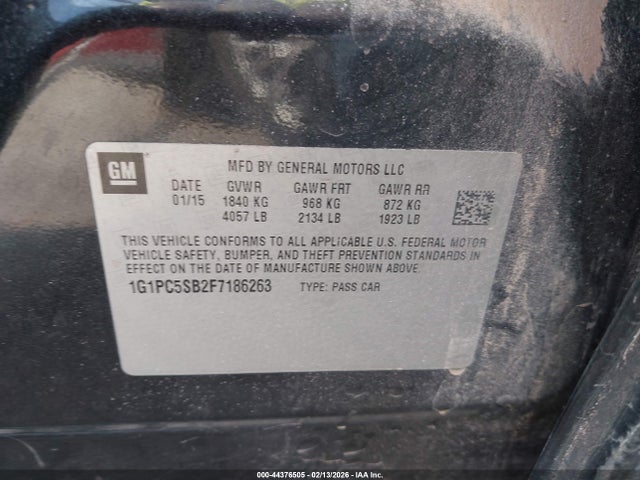 GM
MFD BY GENERAL MOTORS LLC
DATE GVWR GAWR FRT GAWR RR
01/15 1840 KG 968 KG 872 KG
4057 LB 2134 LB 1923 LB
THIS VEHICLE CONFORMS TO ALL APPLICABLE U.S. FEDERAL MOTOR
VEHICLE SAFETY, BUMPER, AND THEFT PREVENTION STANDARDS
IN EFFECT ON THE DATE OF MANUFACTURE SHOWN ABOVE.
1G1PC5SB2F7186263 TYPE: PASS CAR
000-44376505 - 02/13/2026 - IAA Inc.